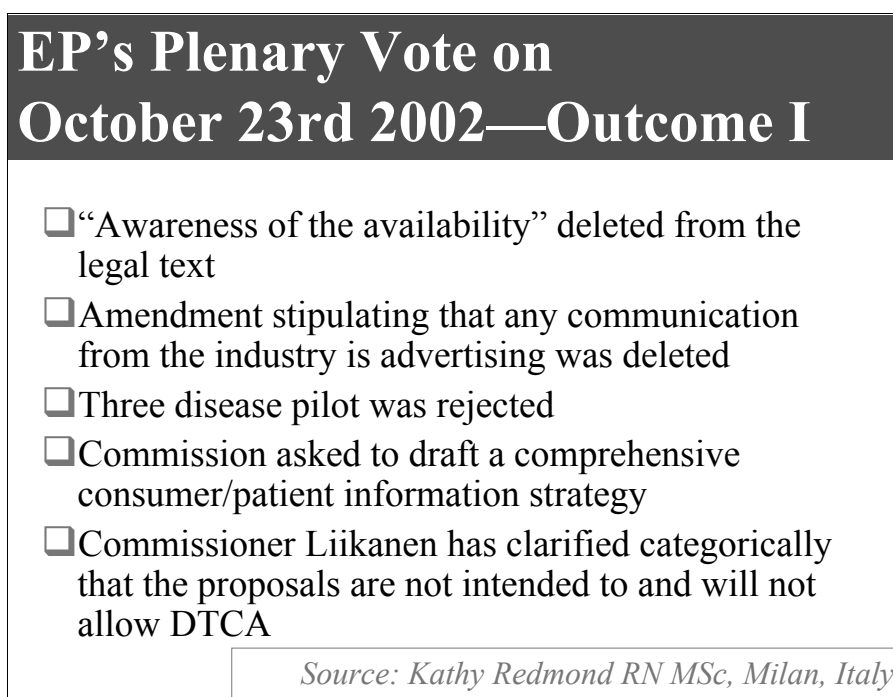 EP’s Plenary Vote on
October 23rd 2002—Outcome I
“Awareness of the availability” deleted from the
legal text
Amendment stipulating that any communication
from the industry is advertising was deleted
Three disease pilot was rejected
Commission asked to draft a comprehensive
consumer/patient information strategy
Commissioner Liikanen has clarified categorically
that the proposals are not intended to and will not
allow DTCA
Source: Kathy Redmond RN MSc, Milan, Italy